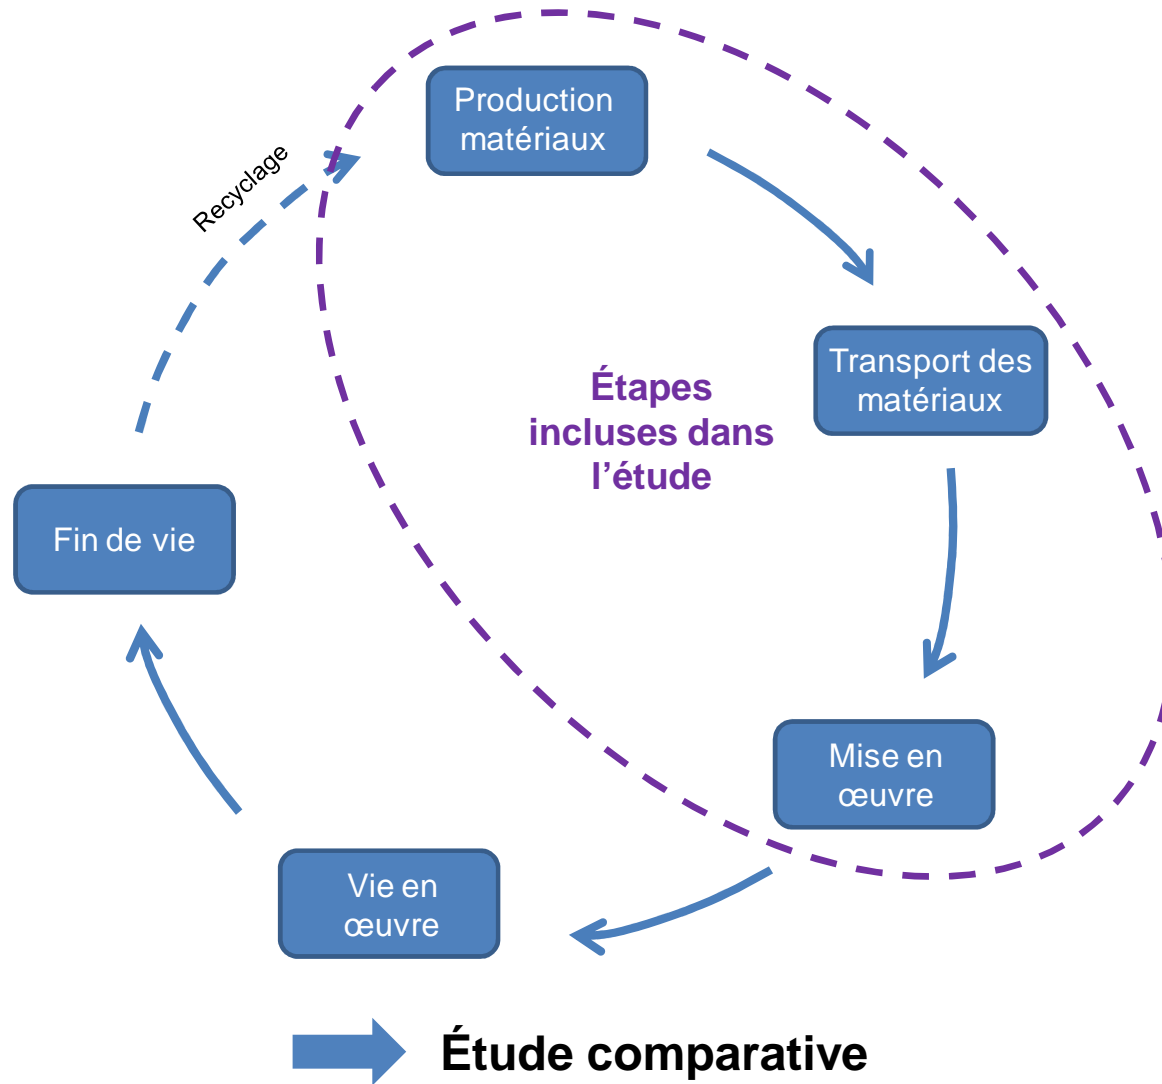 Production
matériaux
Recyclage
Transport des
matériaux
Étapes
incluses dans
l’étude
Fin de vie
Mise en
œuvre
Vie en
œuvre
Étude comparative